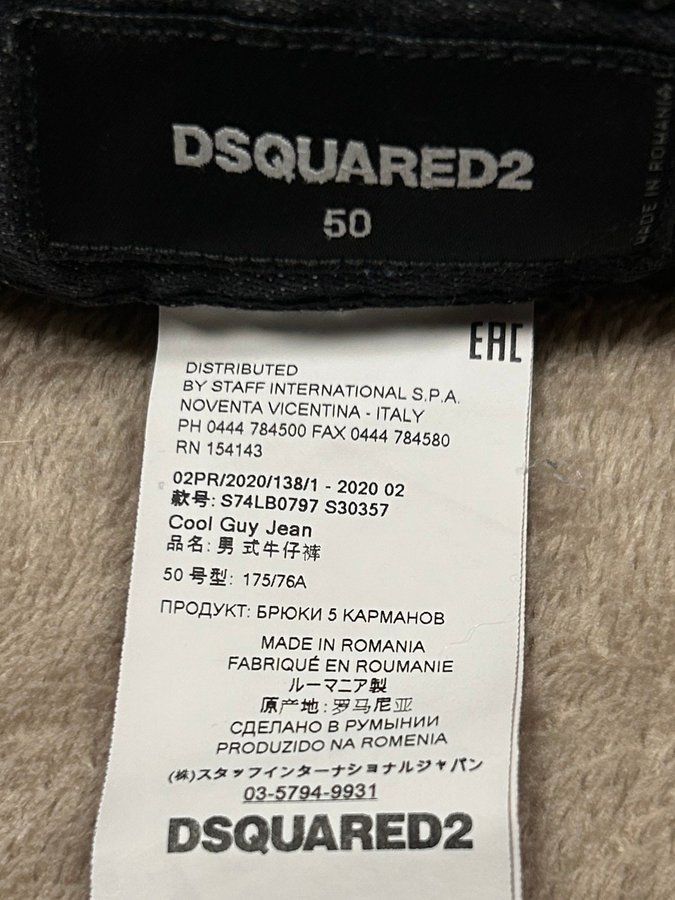 DSQUARED2
50
MADE IN ROMANIA
EAC
DISTRIBUTED
BY STAFF INTERNATIONAL S.P.A.
NOVENTA VICENTINA - ITALY
PH 0444 784500 FAX 0444 784580
RN 154143
02PR/2020/138/1 - 2020 02
款号: S74LB0797 S30357
Cool Guy Jean
品名: 男 式牛仔裤
50 号型: 175/76A
ПРОДУКТ: БРЮКИ 5 КАРМАНОВ
MADE IN ROMANIA
FABRIQUÉ EN ROUMANIE
ルーマニア製
原产地: 罗马尼亚
СДЕЛАНО В РУМЫНИИ
PRODUZIDO NA ROMENIA
(株)スタッフインターナショナルジャパン
03-5794-9931
DSQUARED2